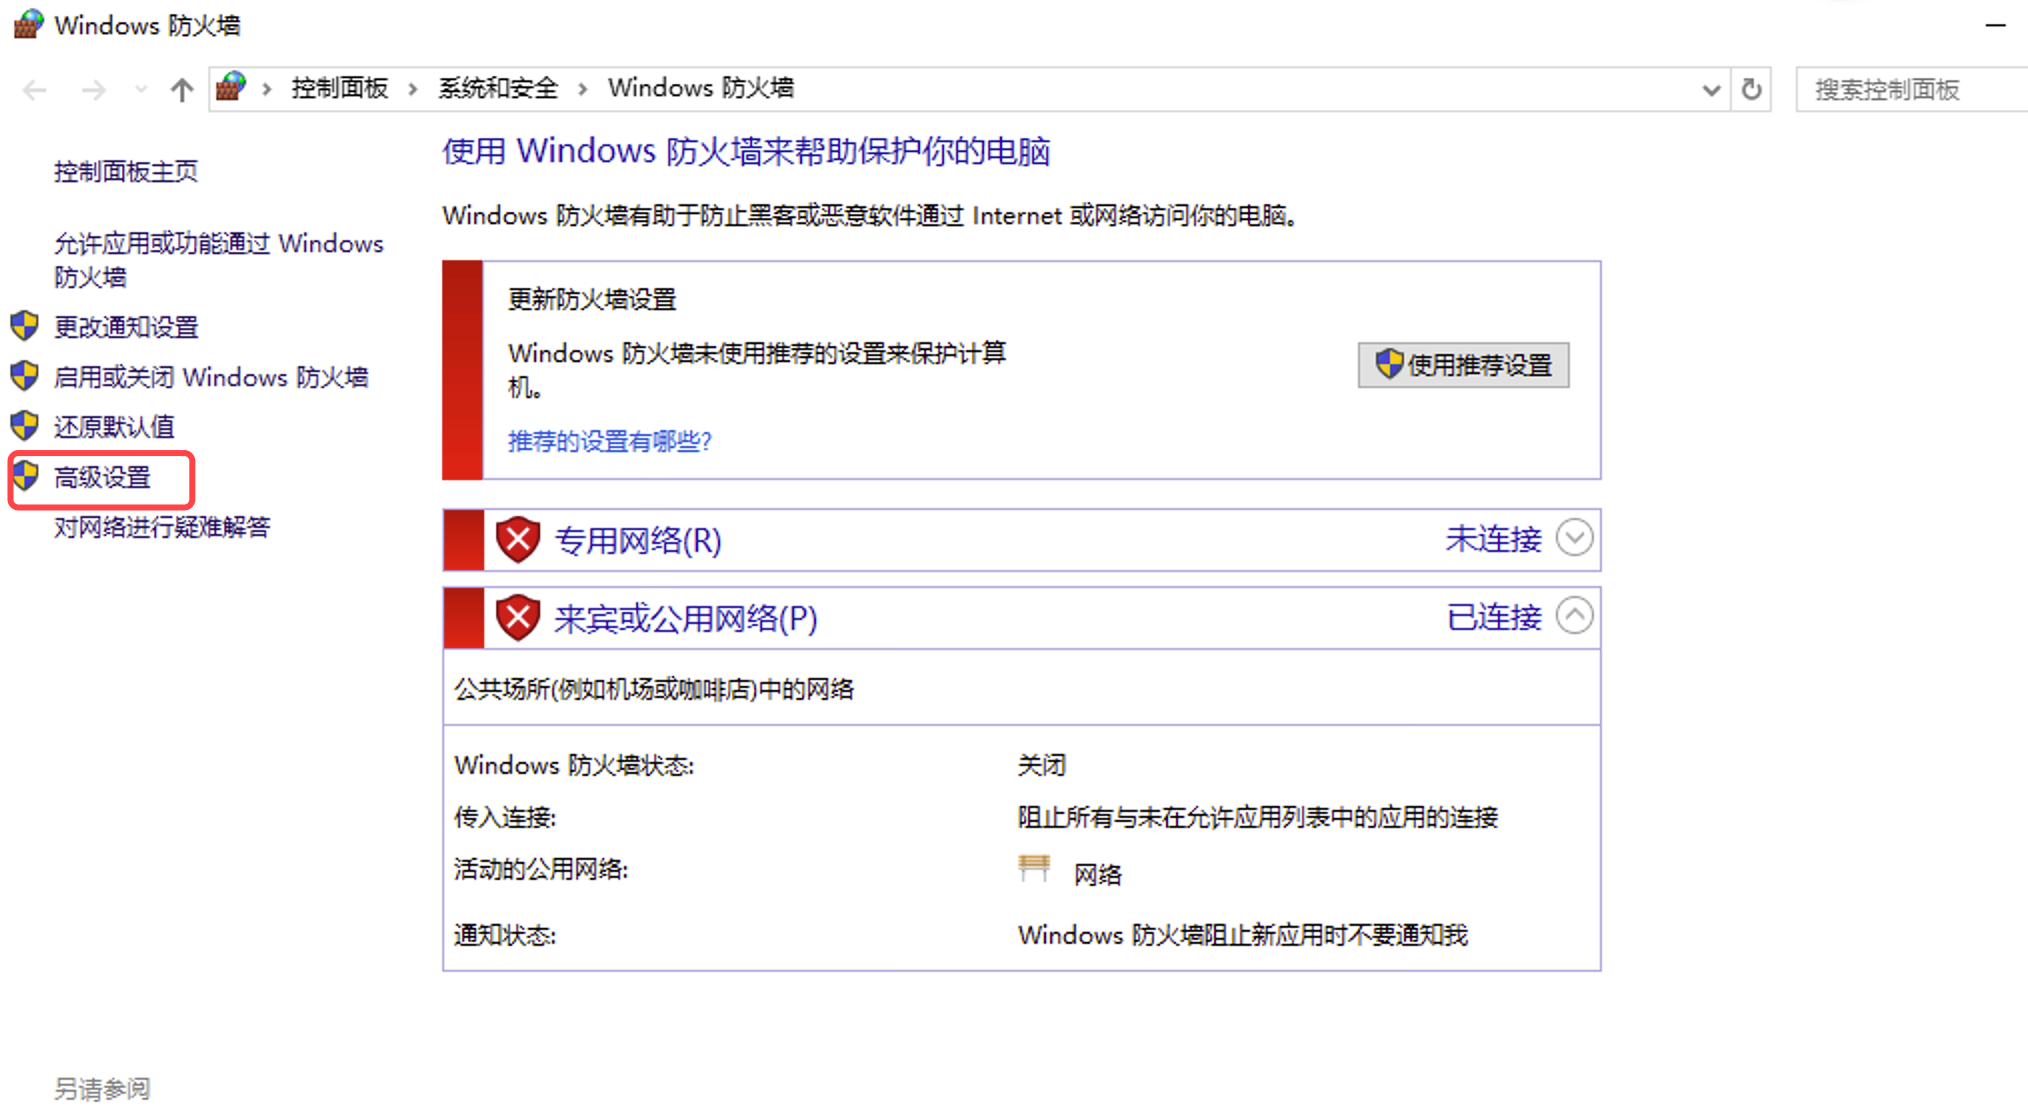 Windows 防火墙
控制面板 › 系统和安全 › Windows 防火墙
搜索控制面板
控制面板主页
允许应用或功能通过 Windows
防火墙
更改通知设置
启用或关闭 Windows 防火墙
还原默认值
高级设置
对网络进行疑难解答
使用 Windows 防火墙来帮助保护你的电脑
Windows 防火墙有助于防止黑客或恶意软件通过 Internet 或网络访问你的电脑。
更新防火墙设置
Windows 防火墙未使用推荐的设置来保护计算
机。
使用推荐设置
推荐的设置有哪些?
专用网络(R) 未连接
来宾或公用网络(P) 已连接
公共场所(例如机场或咖啡店)中的网络
Windows 防火墙状态: 关闭
传入连接: 阻止所有与未在允许应用列表中的应用的连接
活动的公用网络: 网络
通知状态: Windows 防火墙阻止新应用时不要通知我
另请参阅